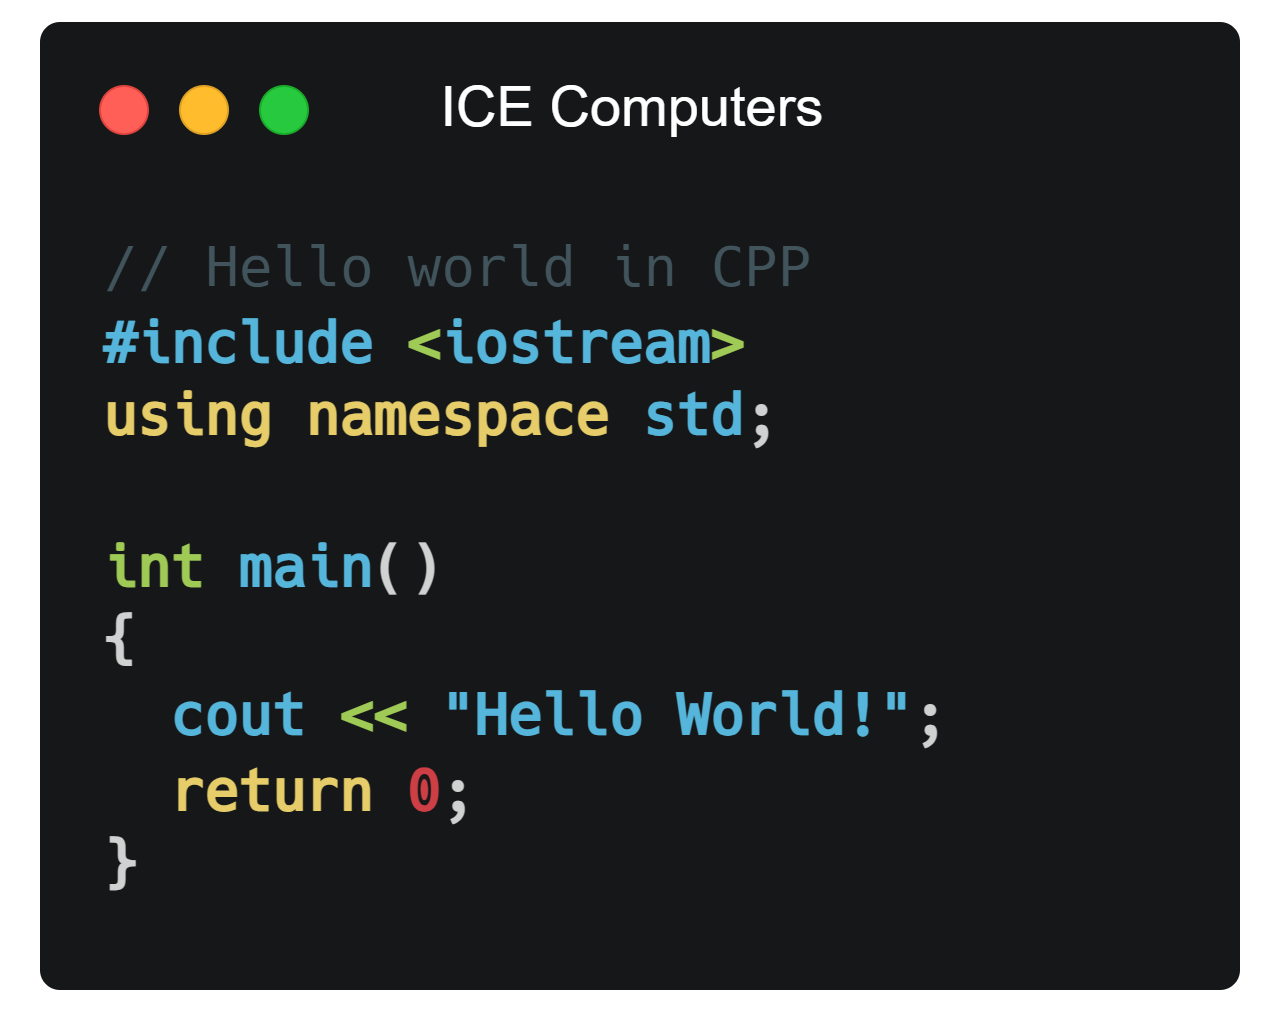 ICE Computers
// Hello world in CPP
#include <iostream>
using namespace std;
int main()
{
  cout << "Hello World!";
  return 0;
}